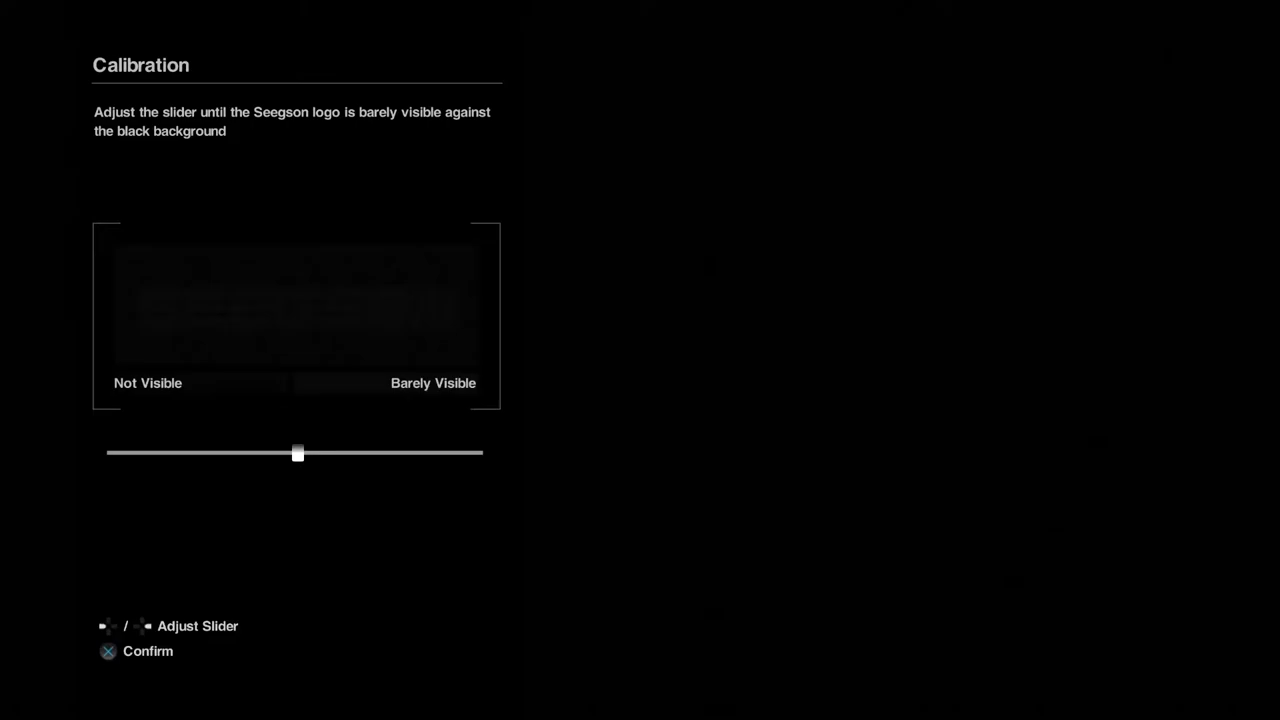 Calibration
Adjust the slider until the Seegson logo is barely visible against
the black background
Not Visible
Barely Visible
/ Adjust Slider
Confirm